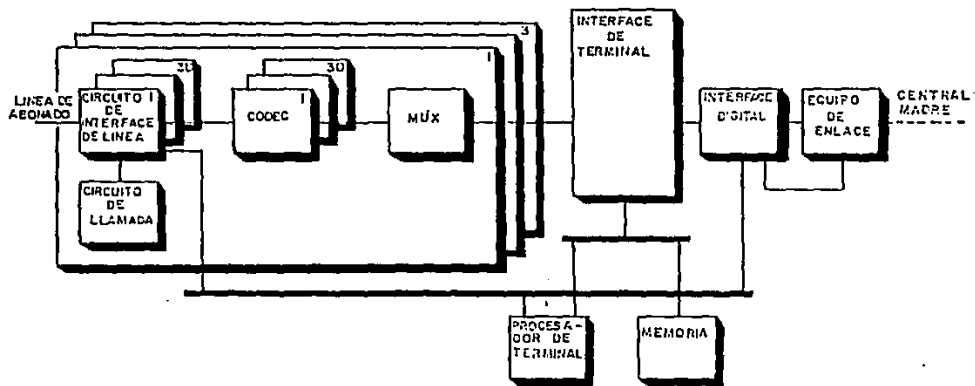 3
1
LINEA DE
ABONADO
CIRCUITO 1
DE
INTERFACE
DE LINEA
30
CODEC
1
30
MUX
CIRCUITO
DE
LLAMADA
INTERFACE
DE
TERMINAL
INTERFACE
DIGITAL
EQUIPO
DE
ENLACE
CENTRAL
MADRE
PROCESA-
DOR DE
TERMINAL
MEMORIA